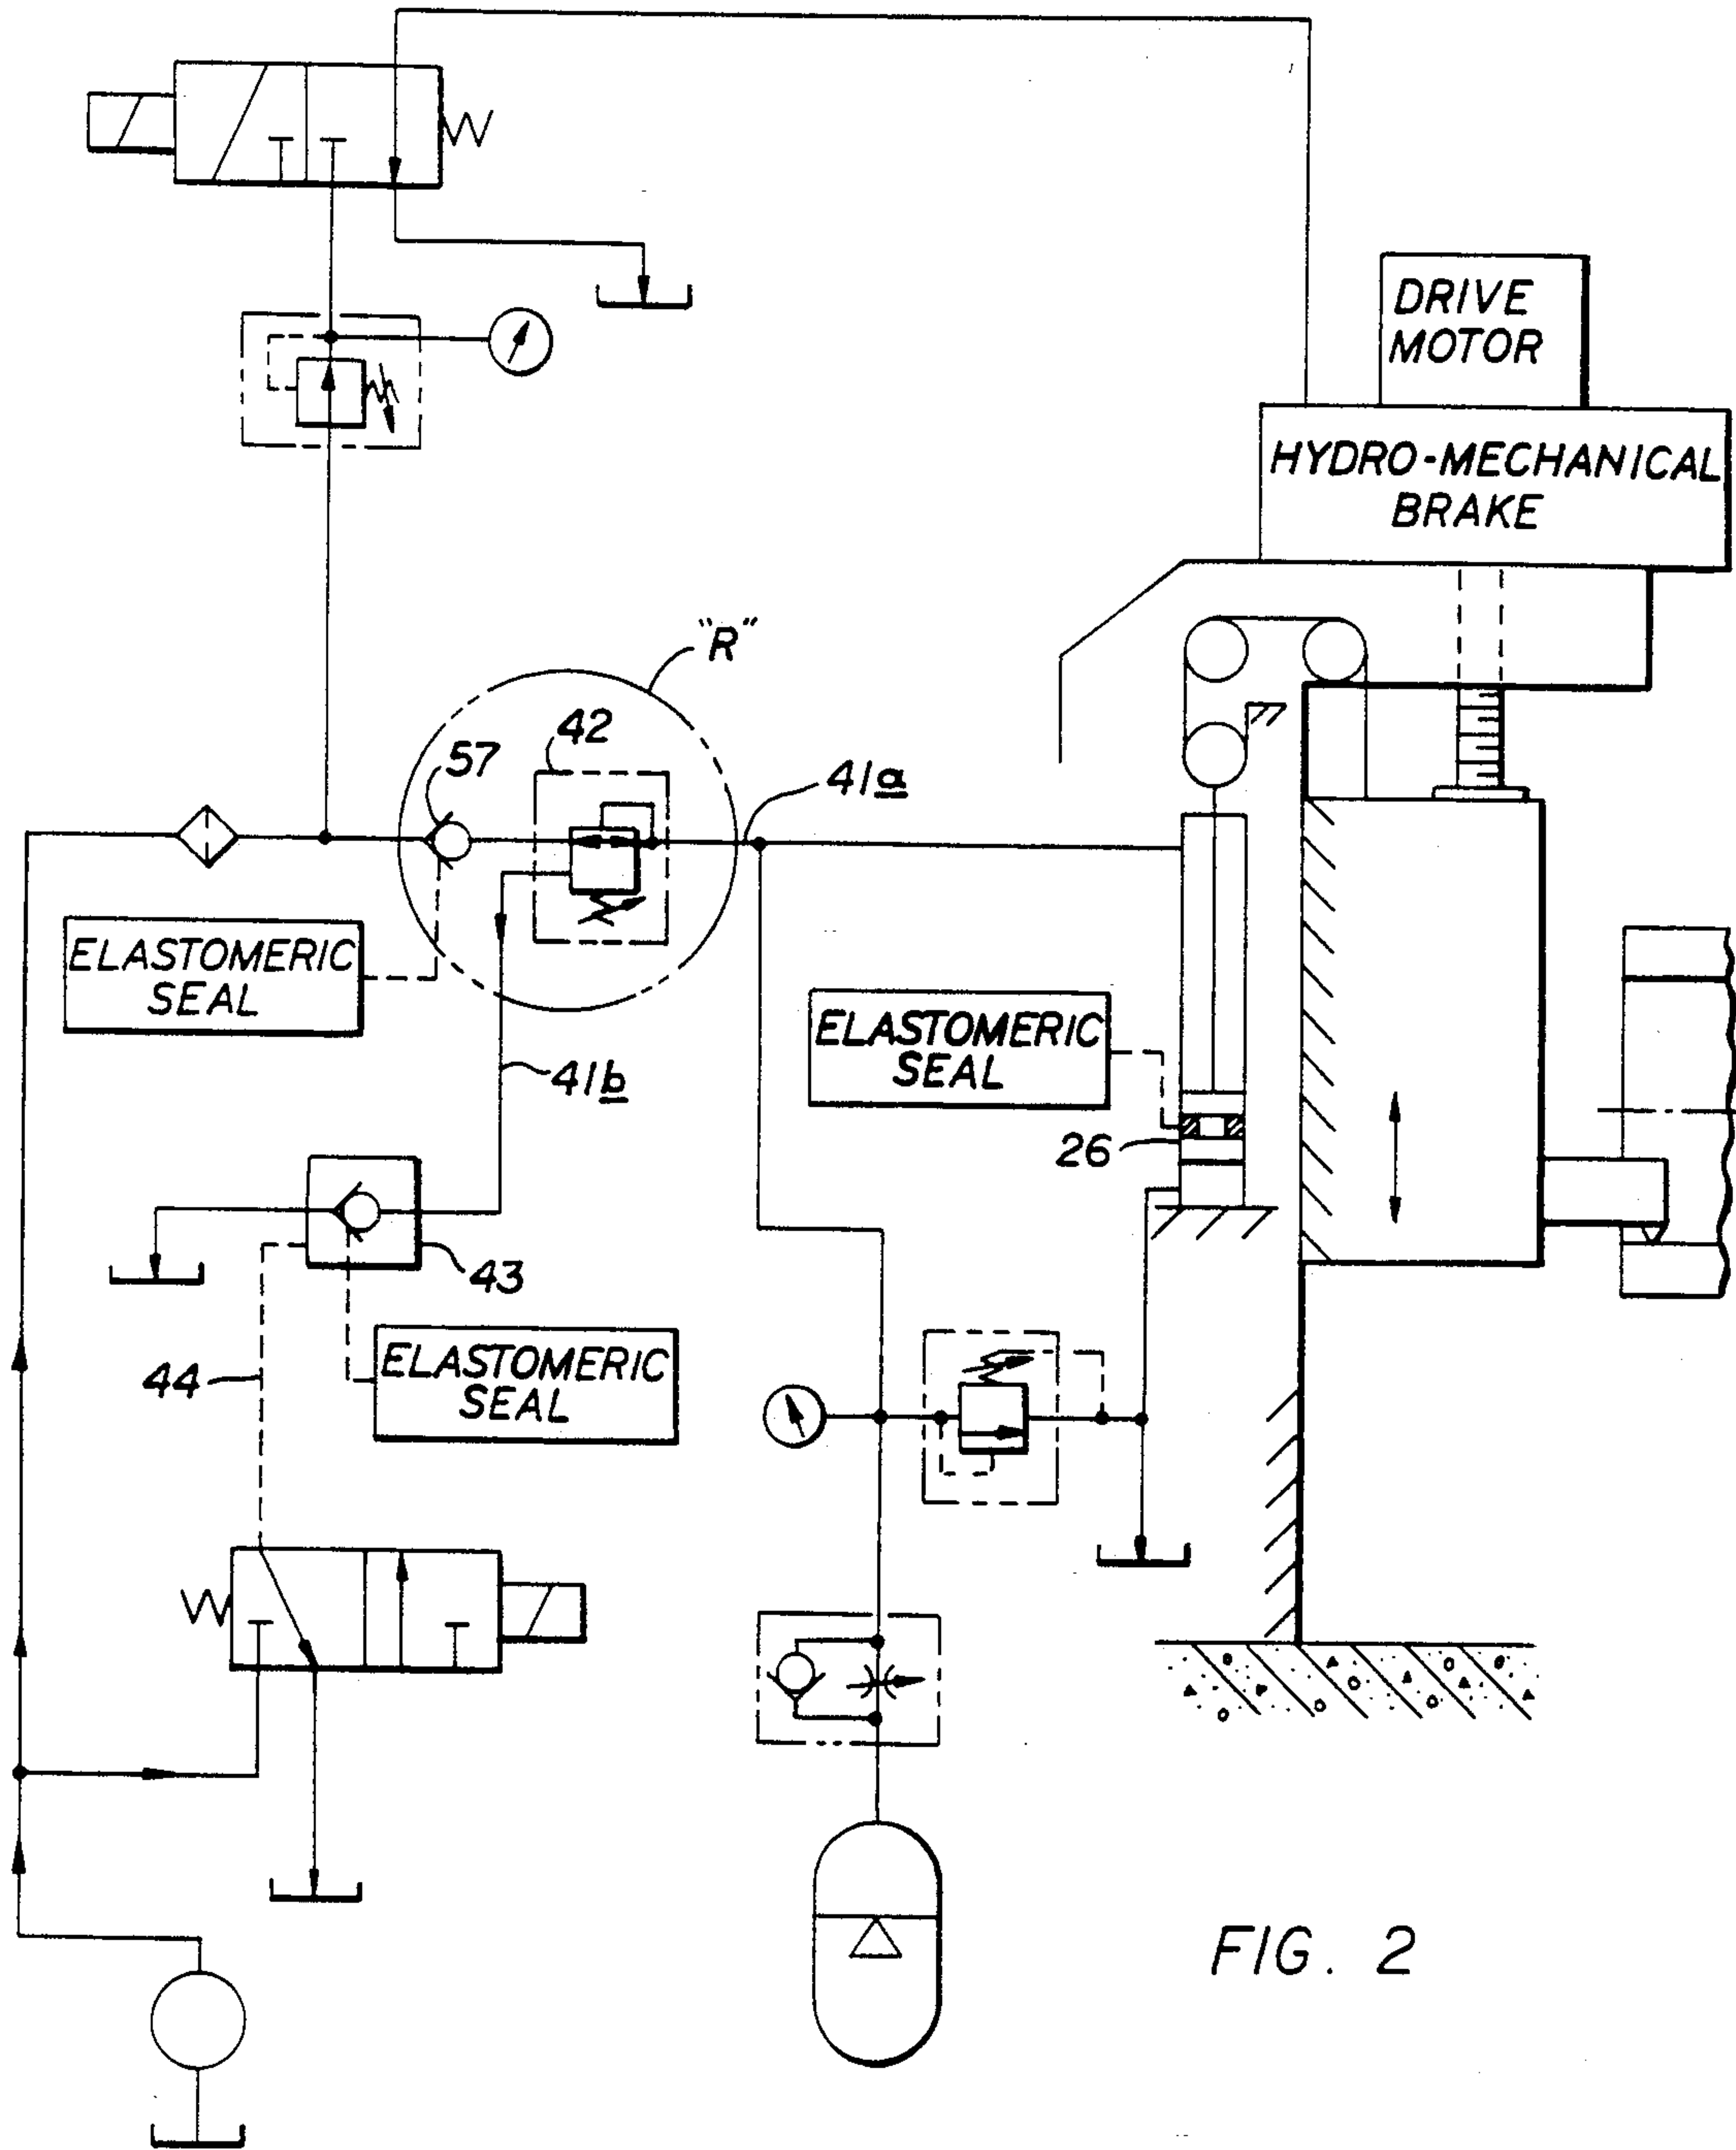 DRIVE
MOTOR
HYDRO-MECHANICAL
BRAKE
"R"
42
57
41a
ELASTOMERIC
SEAL
ELASTOMERIC
SEAL
41b
26
43
44
ELASTOMERIC
SEAL
FIG. 2